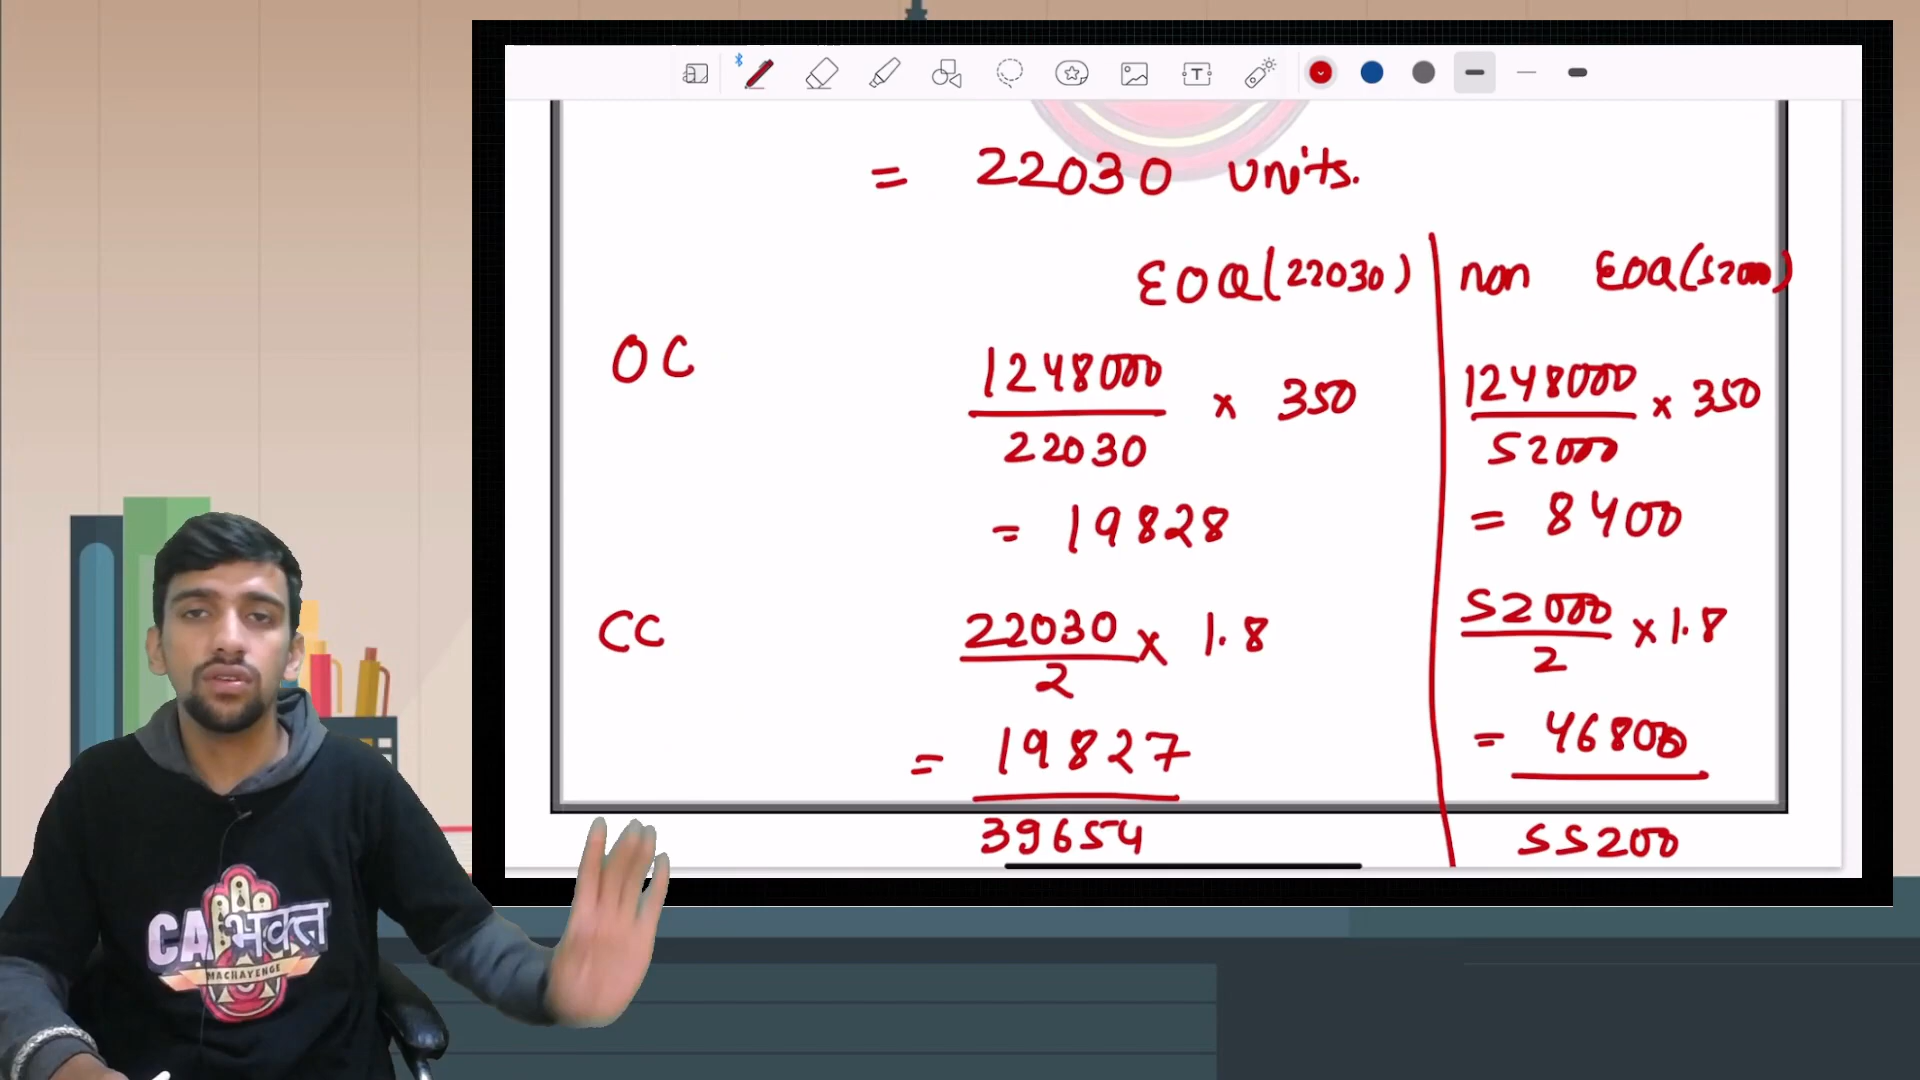 = 22030 Units.
EOQ(22030) non EOQ(52000)
OC
1248000 × 350
22030
1248000 × 350
52000
= 19828
= 8400
CC
22030 × 1.8
2
52000 × 1.8
2
= 19827
= 46800
39654
55200
T
CA भक्त
MACHAYENGE